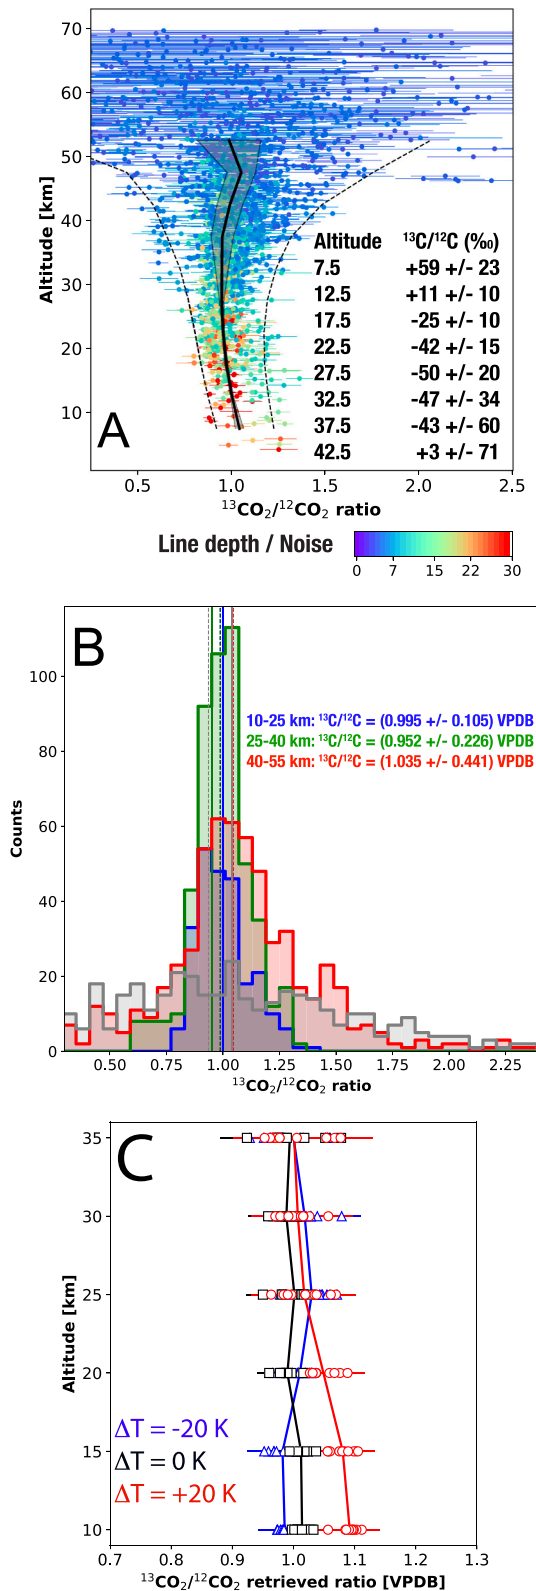 70
60
50
40
30
20
10
Altitude [km]
A
Altitude ¹³C/¹²C (‰)
7.5 +59 +/- 23
12.5 +11 +/- 10
17.5 -25 +/- 10
22.5 -42 +/- 15
27.5 -50 +/- 20
32.5 -47 +/- 34
37.5 -43 +/- 60
42.5 +3 +/- 71
0.5 1.0 1.5 2.0 2.5
¹³CO₂/¹²CO₂ ratio
Line depth / Noise
0 7 15 22 30
B
100
80
60
40
20
0
Counts
10-25 km: ¹³C/¹²C = (0.995 +/- 0.105) VPDB
25-40 km: ¹³C/¹²C = (0.952 +/- 0.226) VPDB
40-55 km: ¹³C/¹²C = (1.035 +/- 0.441) VPDB
0.50 0.75 1.00 1.25 1.50 1.75 2.00 2.25
¹³CO₂/¹²CO₂ ratio
C
35
30
25
20
15
10
Altitude [km]
ΔT = -20 K
ΔT = 0 K
ΔT = +20 K
0.7 0.8 0.9 1.0 1.1 1.2 1.3
¹³CO₂/¹²CO₂ retrieved ratio [VPDB]